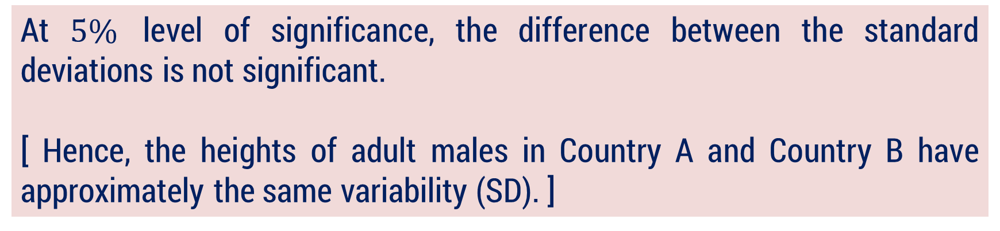 At 5% level of significance, the difference between the standard
deviations is not significant.
[ Hence, the heights of adult males in Country A and Country B have
approximately the same variability (SD). ]